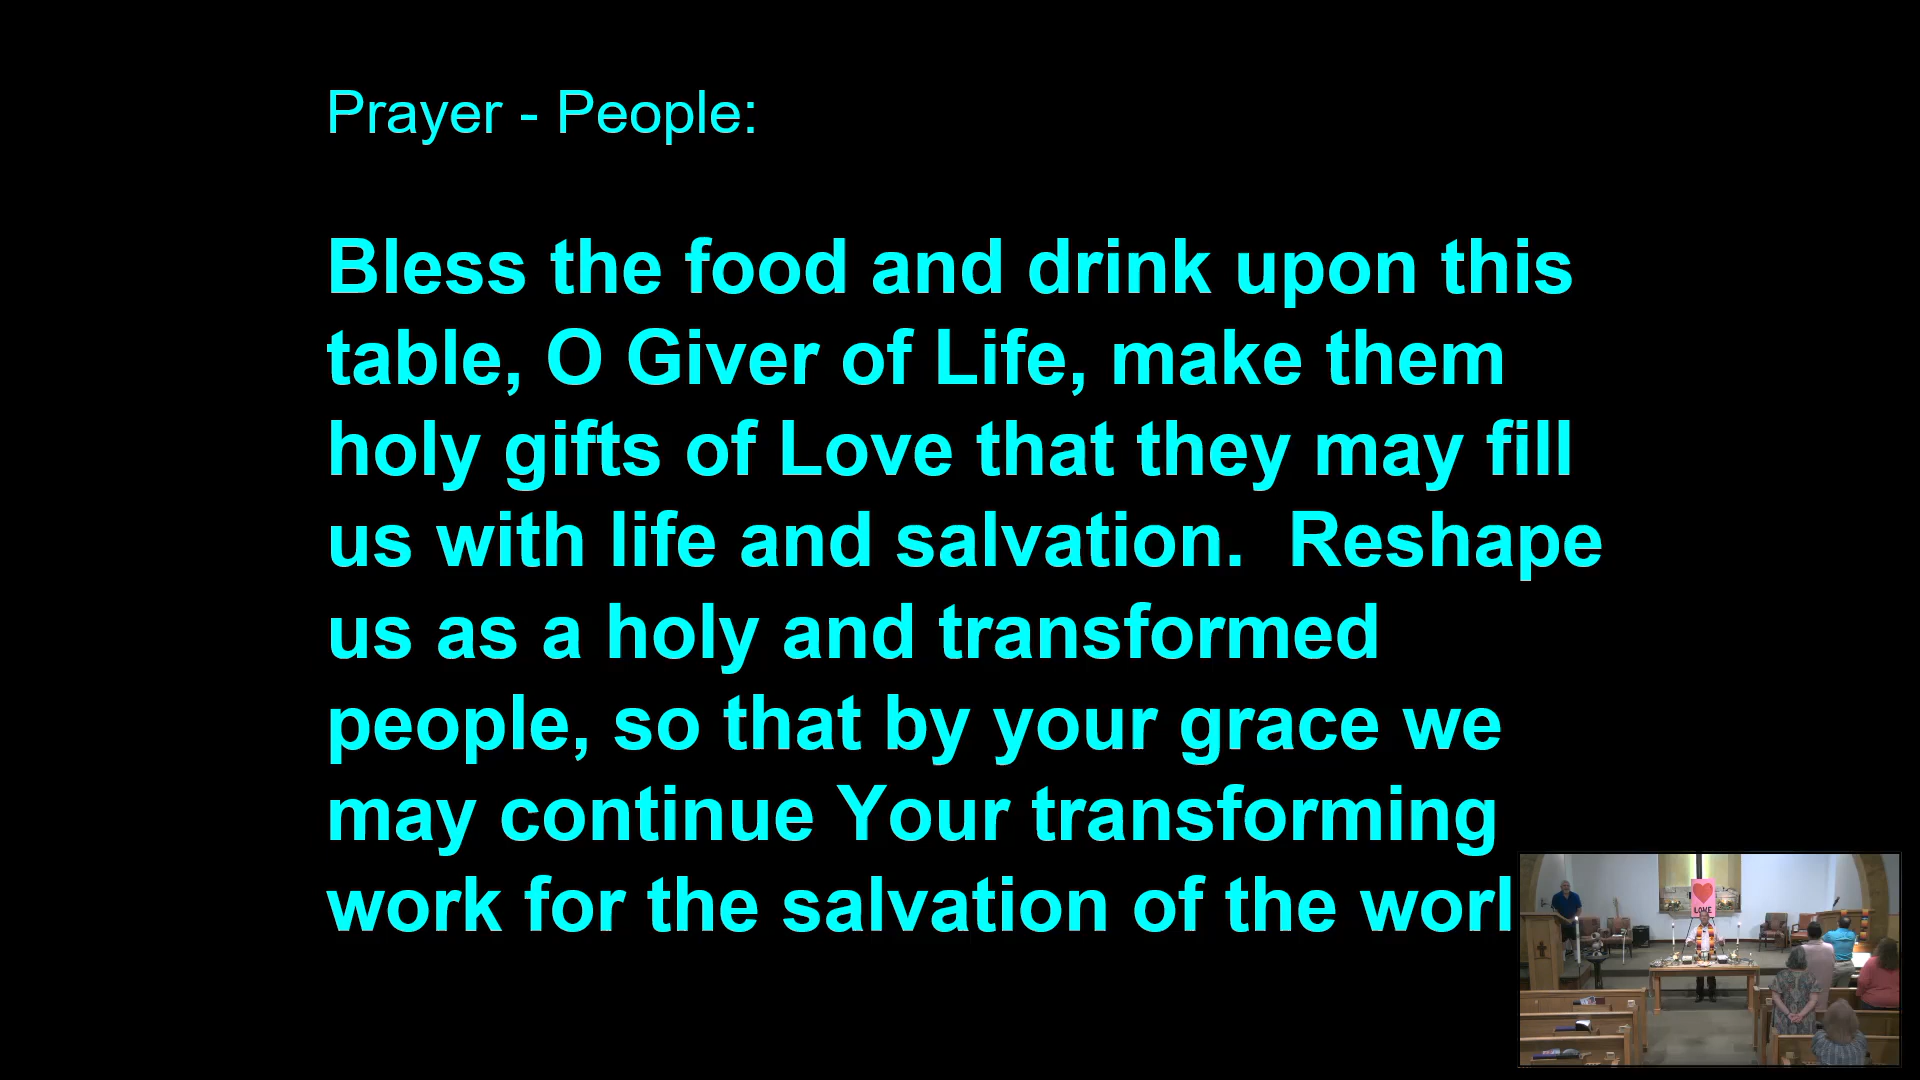 Prayer - People:
Bless the food and drink upon this
table, O Giver of Life, make them
holy gifts of Love that they may fill
us with life and salvation.  Reshape
us as a holy and transformed
people, so that by your grace we
may continue Your transforming
work for the salvation of the worl
LOVE